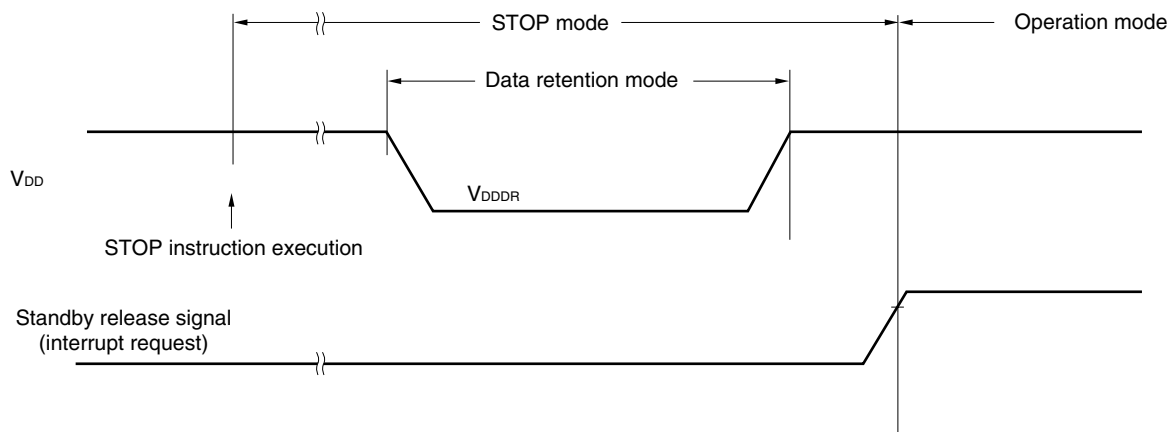 STOP mode
Operation mode
Data retention mode
VDD
VDDDR
STOP instruction execution
Standby release signal
(interrupt request)